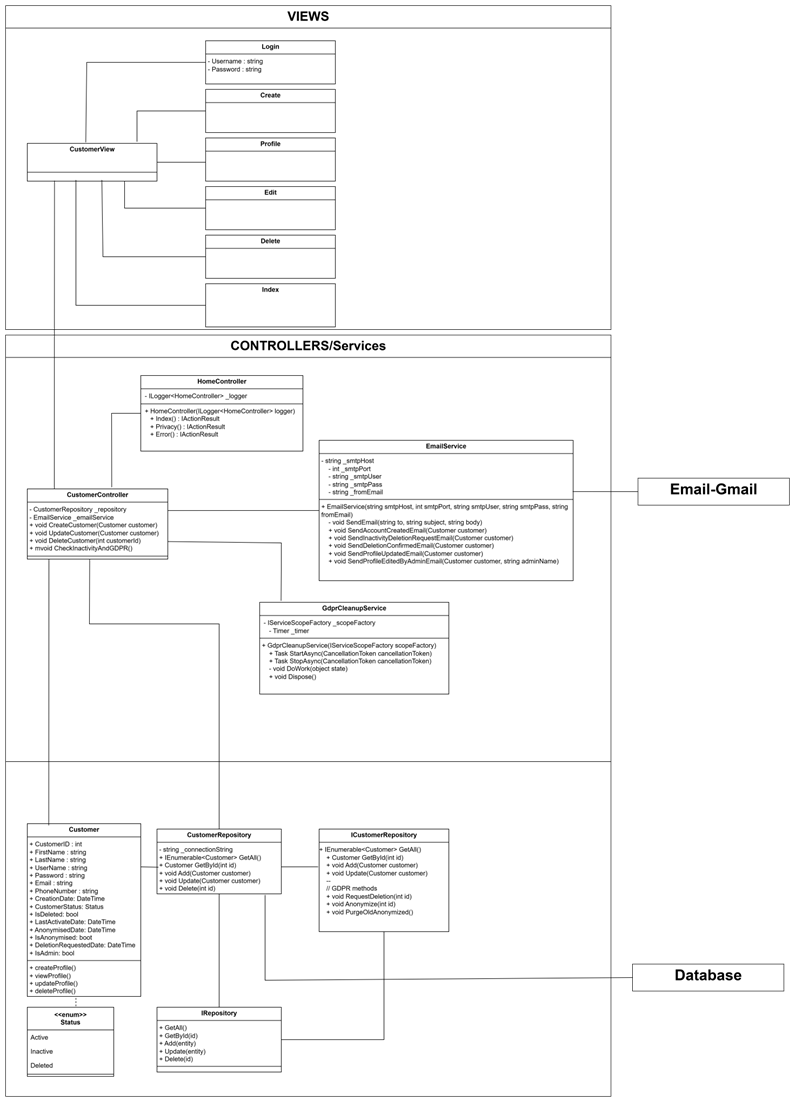 VIEWS
Login
- Username : string
- Password : string
Create
CustomerView
Profile
Edit
Delete
Index
CONTROLLERS/Services
HomeController
- ILogger<HomeController> _logger
+ HomeController(ILogger<HomeController> logger)
+ Index() : IActionResult
+ Privacy() : IActionResult
+ Error() : IActionResult
EmailService
- string _smtpHost
- int _smtpPort
- string _smtpUser
- string _smtpPass
- string _fromEmail
+ EmailService(string smtpHost, int smtpPort, string smtpUser, string smtpPass, string
fromEmail)
- void SendEmail(string to, string subject, string body)
+ void SendAccountCreatedEmail(Customer customer)
+ void SendInactivityDeletionRequestEmail(Customer customer)
+ void SendDeletionConfirmedEmail(Customer customer)
+ void SendProfileUpdatedEmail(Customer customer)
+ void SendProfileEditedByAdminEmail(Customer customer, string adminName)
Email-Gmail
CustomerController
- CustomerRepository _repository
- EmailService _emailService
+ void CreateCustomer(Customer customer)
+ void UpdateCustomer(Customer customer)
+ void DeleteCustomer(int customerId)
+ mvoid CheckInactivityAndGDPR()
GdprCleanupService
- IServiceScopeFactory _scopeFactory
- Timer _timer
+ GdprCleanupService(IServiceScopeFactory scopeFactory)
+ Task StartAsync(CancellationToken cancellationToken)
+ Task StopAsync(CancellationToken cancellationToken)
- void DoWork(object state)
+ void Dispose()
Customer
+ CustomerID : int
+ FirstName : string
+ LastName : string
+ UserName : string
+ Password : string
+ Email : string
+ PhoneNumber : string
+ CreationDate: DateTime
+ CustomerStatus: Status
+ IsDeleted: bool
+ LastActivateDate: DateTime
+ AnonymisedDate: DateTime
+ IsAnonymised: boot
+ DeletionRequestedDate: DateTime
+ IsAdmin: bool
+ createProfile()
+ viewProfile()
+ updateProfile()
+ deleteProfile()
CustomerRepository
- string _connectionString
+ IEnumerable<Customer> GetAll()
+ Customer GetById(int id)
+ void Add(Customer customer)
+ void Update(Customer customer)
+ void Delete(int id)
ICustomerRepository
+ IEnumerable<Customer> GetAll()
+ Customer GetById(int id)
+ void Add(Customer customer)
+ void Update(Customer customer)
--
// GDPR methods
+ void RequestDeletion(int id)
+ void Anonymize(int id)
+ void PurgeOldAnonymized()
Database
<<enum>>
Status
Active
Inactive
Deleted
IRepository
+ GetAll()
+ GetById(id)
+ Add(entity)
+ Update(entity)
+ Delete(id)